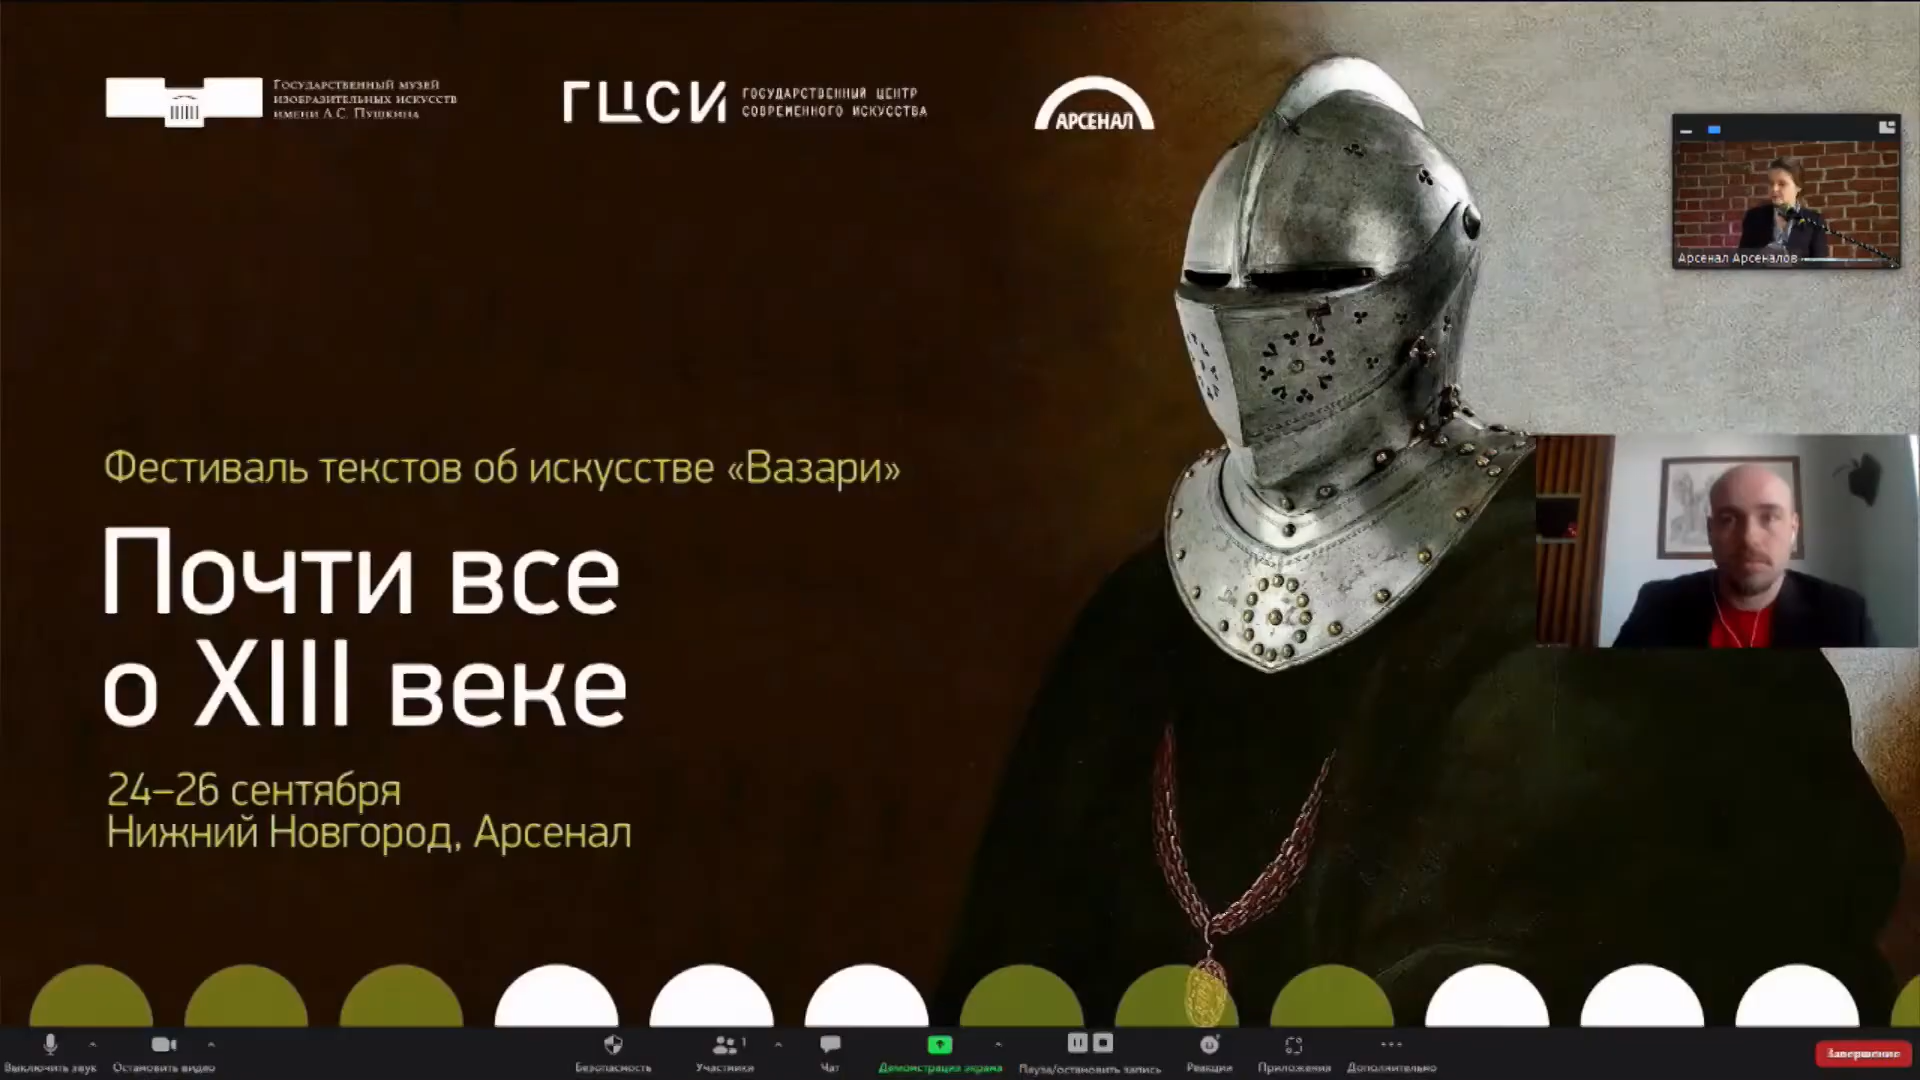 Государственный музей
изобразительных искусств
имени А.С. Пушкина
ГЦСИ
ГОСУДАРСТВЕННЫЙ ЦЕНТР
СОВРЕМЕННОГО ИСКУССТВА
АРСЕНАЛ
Арсенал Арсеналов
Фестиваль текстов об искусстве «Вазари»
Почти все
о XIII веке
24–26 сентября
Нижний Новгород, Арсенал
Выключить звук
Остановить видео
Безопасность
Участники
1
Чат
Демонстрация экрана
Пауза/остановить запись
Реакции
Приложения
Дополнительно
Завершение